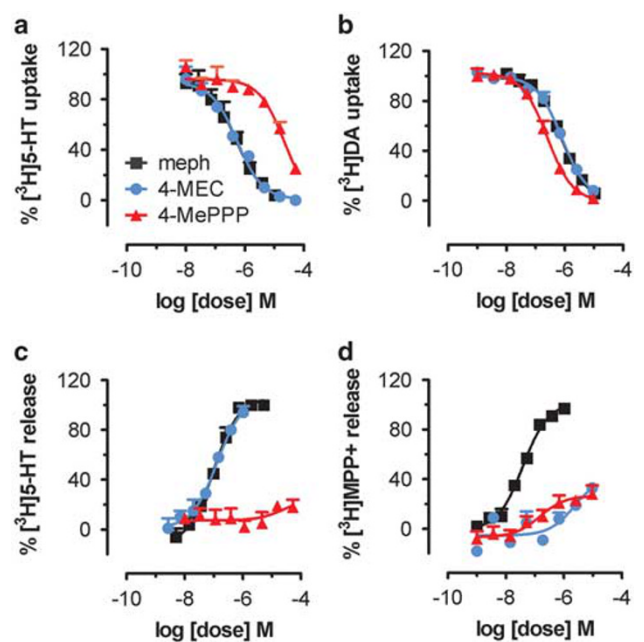 a
% [³H]5-HT uptake
120
80
40
0
meph
4-MEC
4-MePPP
-10 -8 -6 -4
log [dose] M
b
% [³H]DA uptake
120
80
40
0
-10 -8 -6 -4
log [dose] M
c
% [³H]5-HT release
120
80
40
0
-10 -8 -6 -4
log [dose] M
d
% [³H]MPP+ release
120
80
40
0
-10 -8 -6 -4
log [dose] M